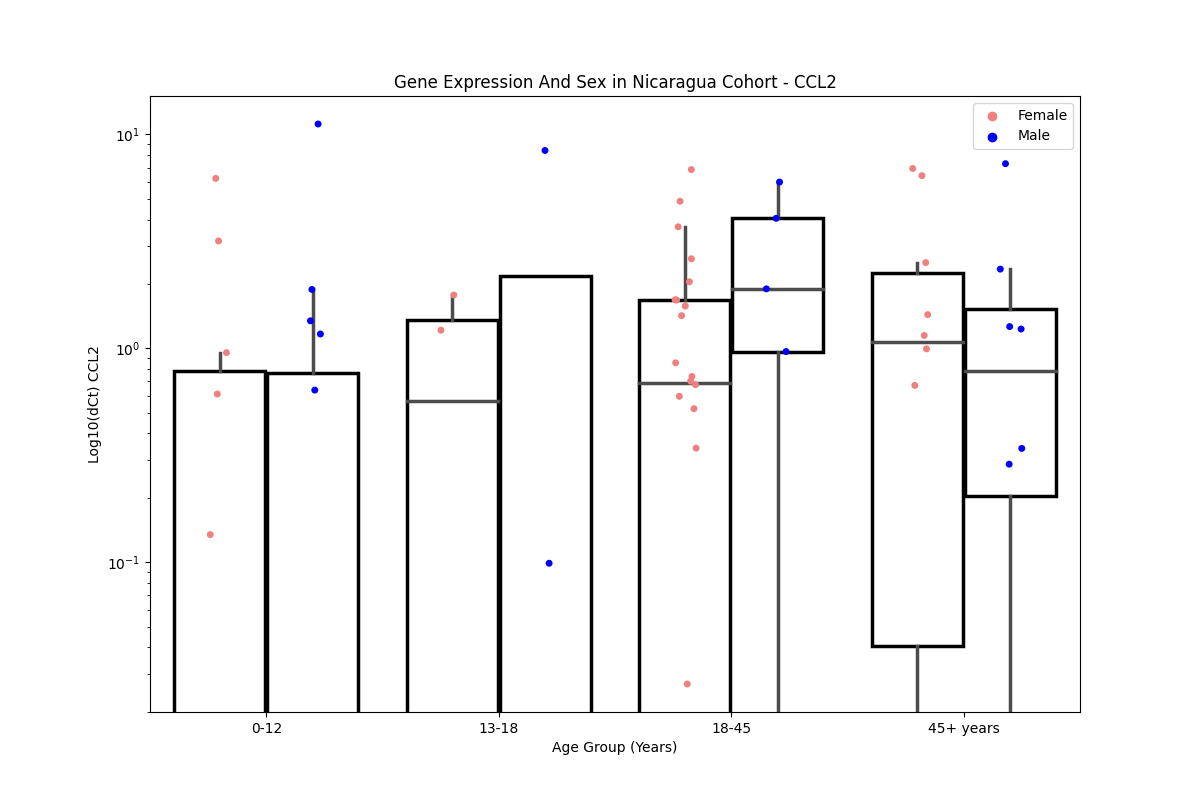 Gene Expression And Sex in Nicaragua Cohort - CCL2
Female
Male
10¹
10⁰
10⁻¹
Log10(dCt) CCL2
0-12
13-18
18-45
45+ years
Age Group (Years)